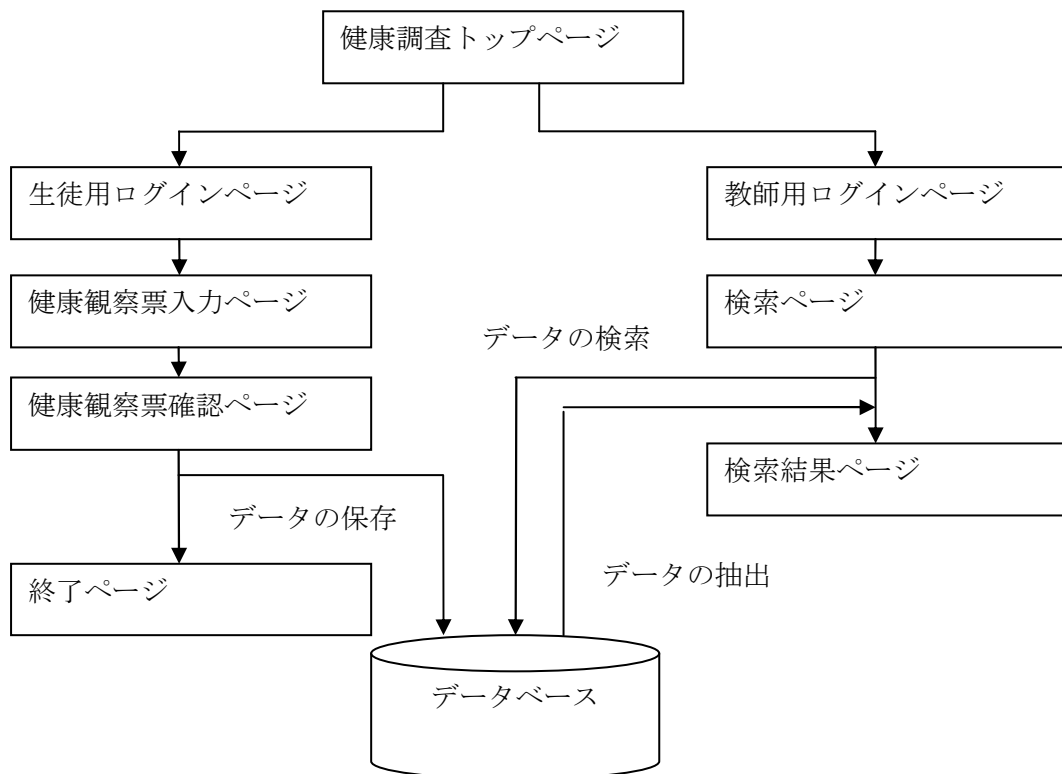 健康調査トップページ
生徒用ログインページ
教師用ログインページ
健康観察票入力ページ
検索ページ
データの検索
健康観察票確認ページ
検索結果ページ
データの保存
終了ページ
データの抽出
データベース